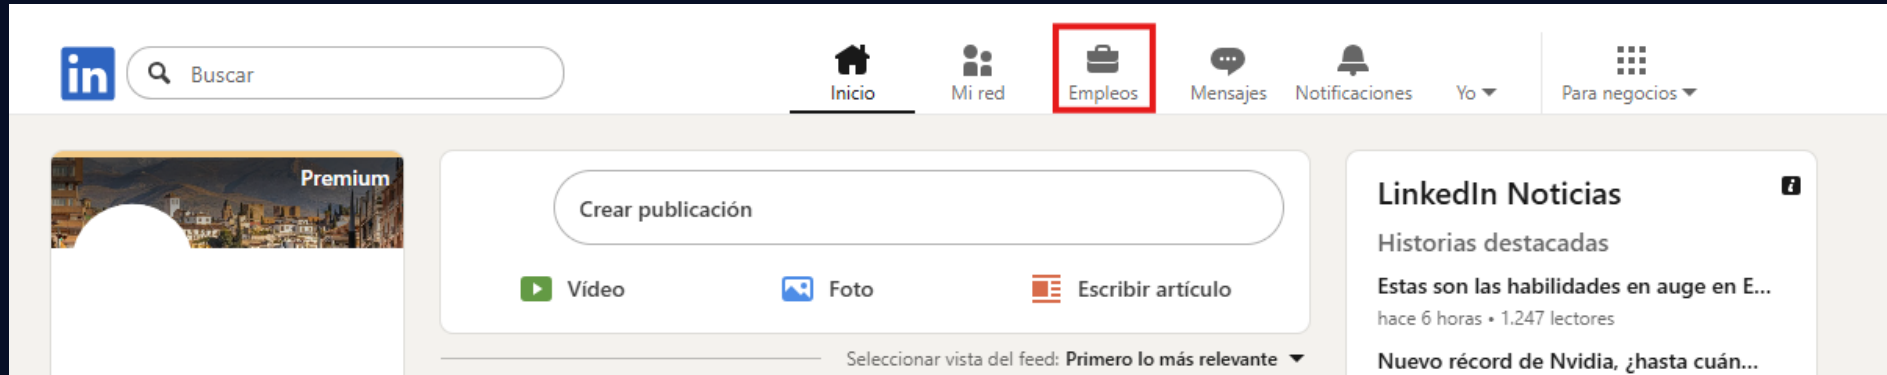 in
Buscar
Inicio
Mi red
Empleos
Mensajes
Notificaciones
Yo
Para negocios
Premium
Crear publicación
Vídeo
Foto
Escribir artículo
Seleccionar vista del feed: Primero lo más relevante
LinkedIn Noticias
Historias destacadas
Estas son las habilidades en auge en E...
hace 6 horas • 1.247 lectores
Nuevo récord de Nvidia, ¿hasta cuán...